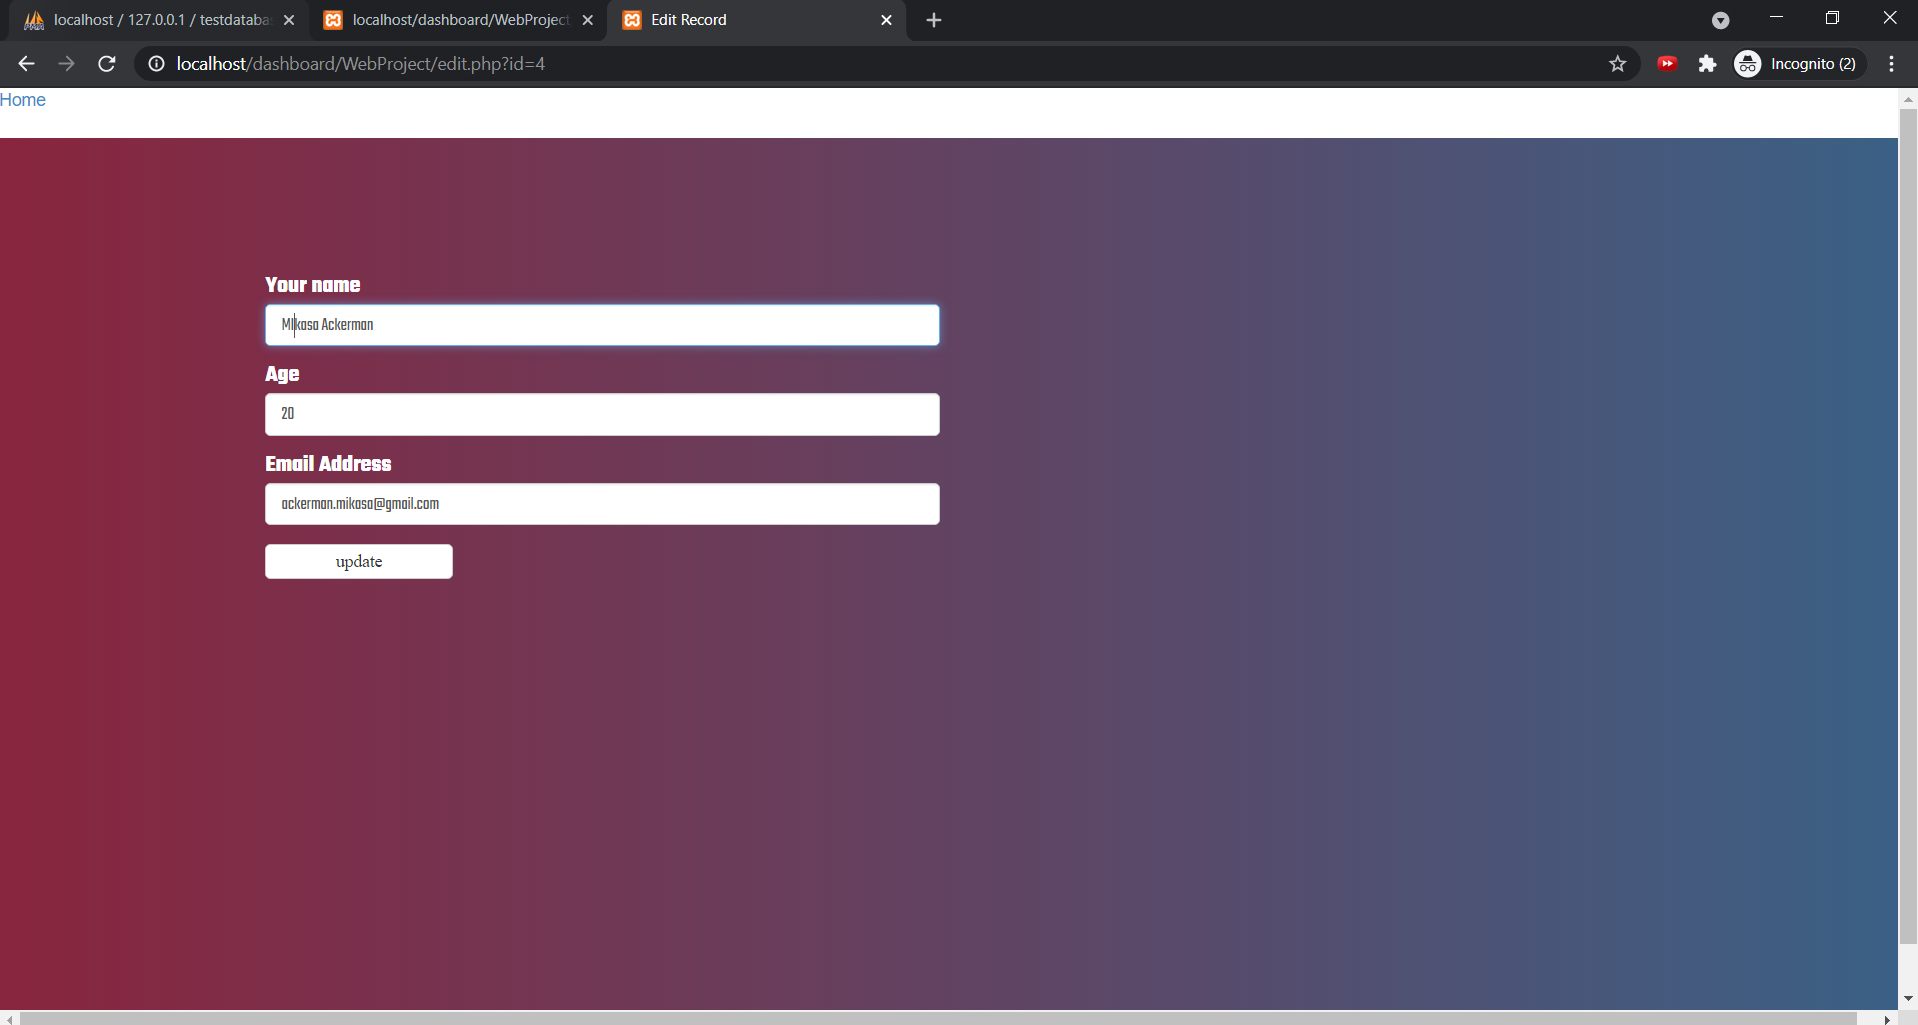 localhost / 127.0.0.1 / testdataba
localhost/dashboard/WebProject
Edit Record
localhost/dashboard/WebProject/edit.php?id=4
Incognito (2)
Home
Your name
MIkasa Ackerman
Age
20
Email Address
ackerman.mikasa@gmail.com
update